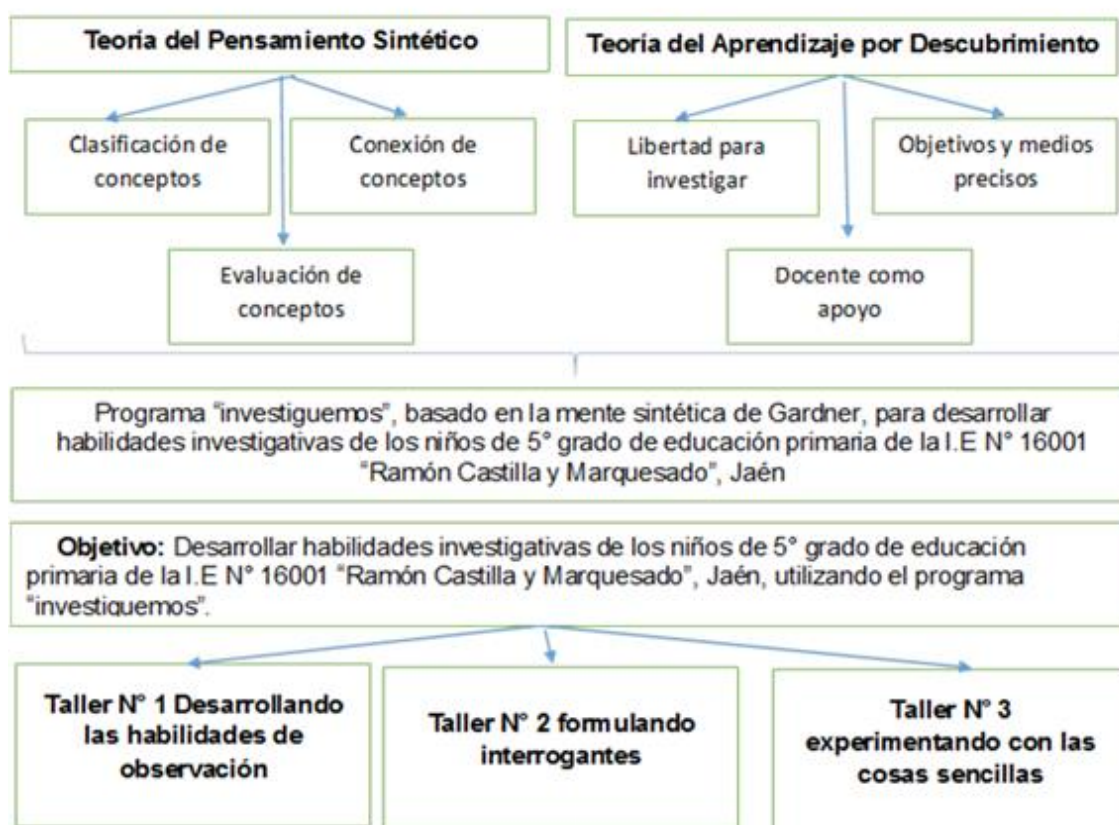 Teoría del Pensamiento Sintético
Teoría del Aprendizaje por Descubrimiento
Clasificación de
conceptos
Conexión de
conceptos
Libertad para
investigar
Objetivos y medios
precisos
Evaluación de
conceptos
Docente como
apoyo
Programa "investiguemos", basado en la mente sintética de Gardner, para desarrollar
habilidades investigativas de los niños de 5° grado de educación primaria de la I.E N° 16001
"Ramón Castilla y Marquesado", Jaén
Objetivo: Desarrollar habilidades investigativas de los niños de 5° grado de educación
primaria de la I.E N° 16001 "Ramón Castilla y Marquesado", Jaén, utilizando el programa
"investiguemos".
Taller N° 1 Desarrollando
las habilidades de
observación
Taller N° 2 formulando
interrogantes
Taller N° 3
experimentando con las
cosas sencillas